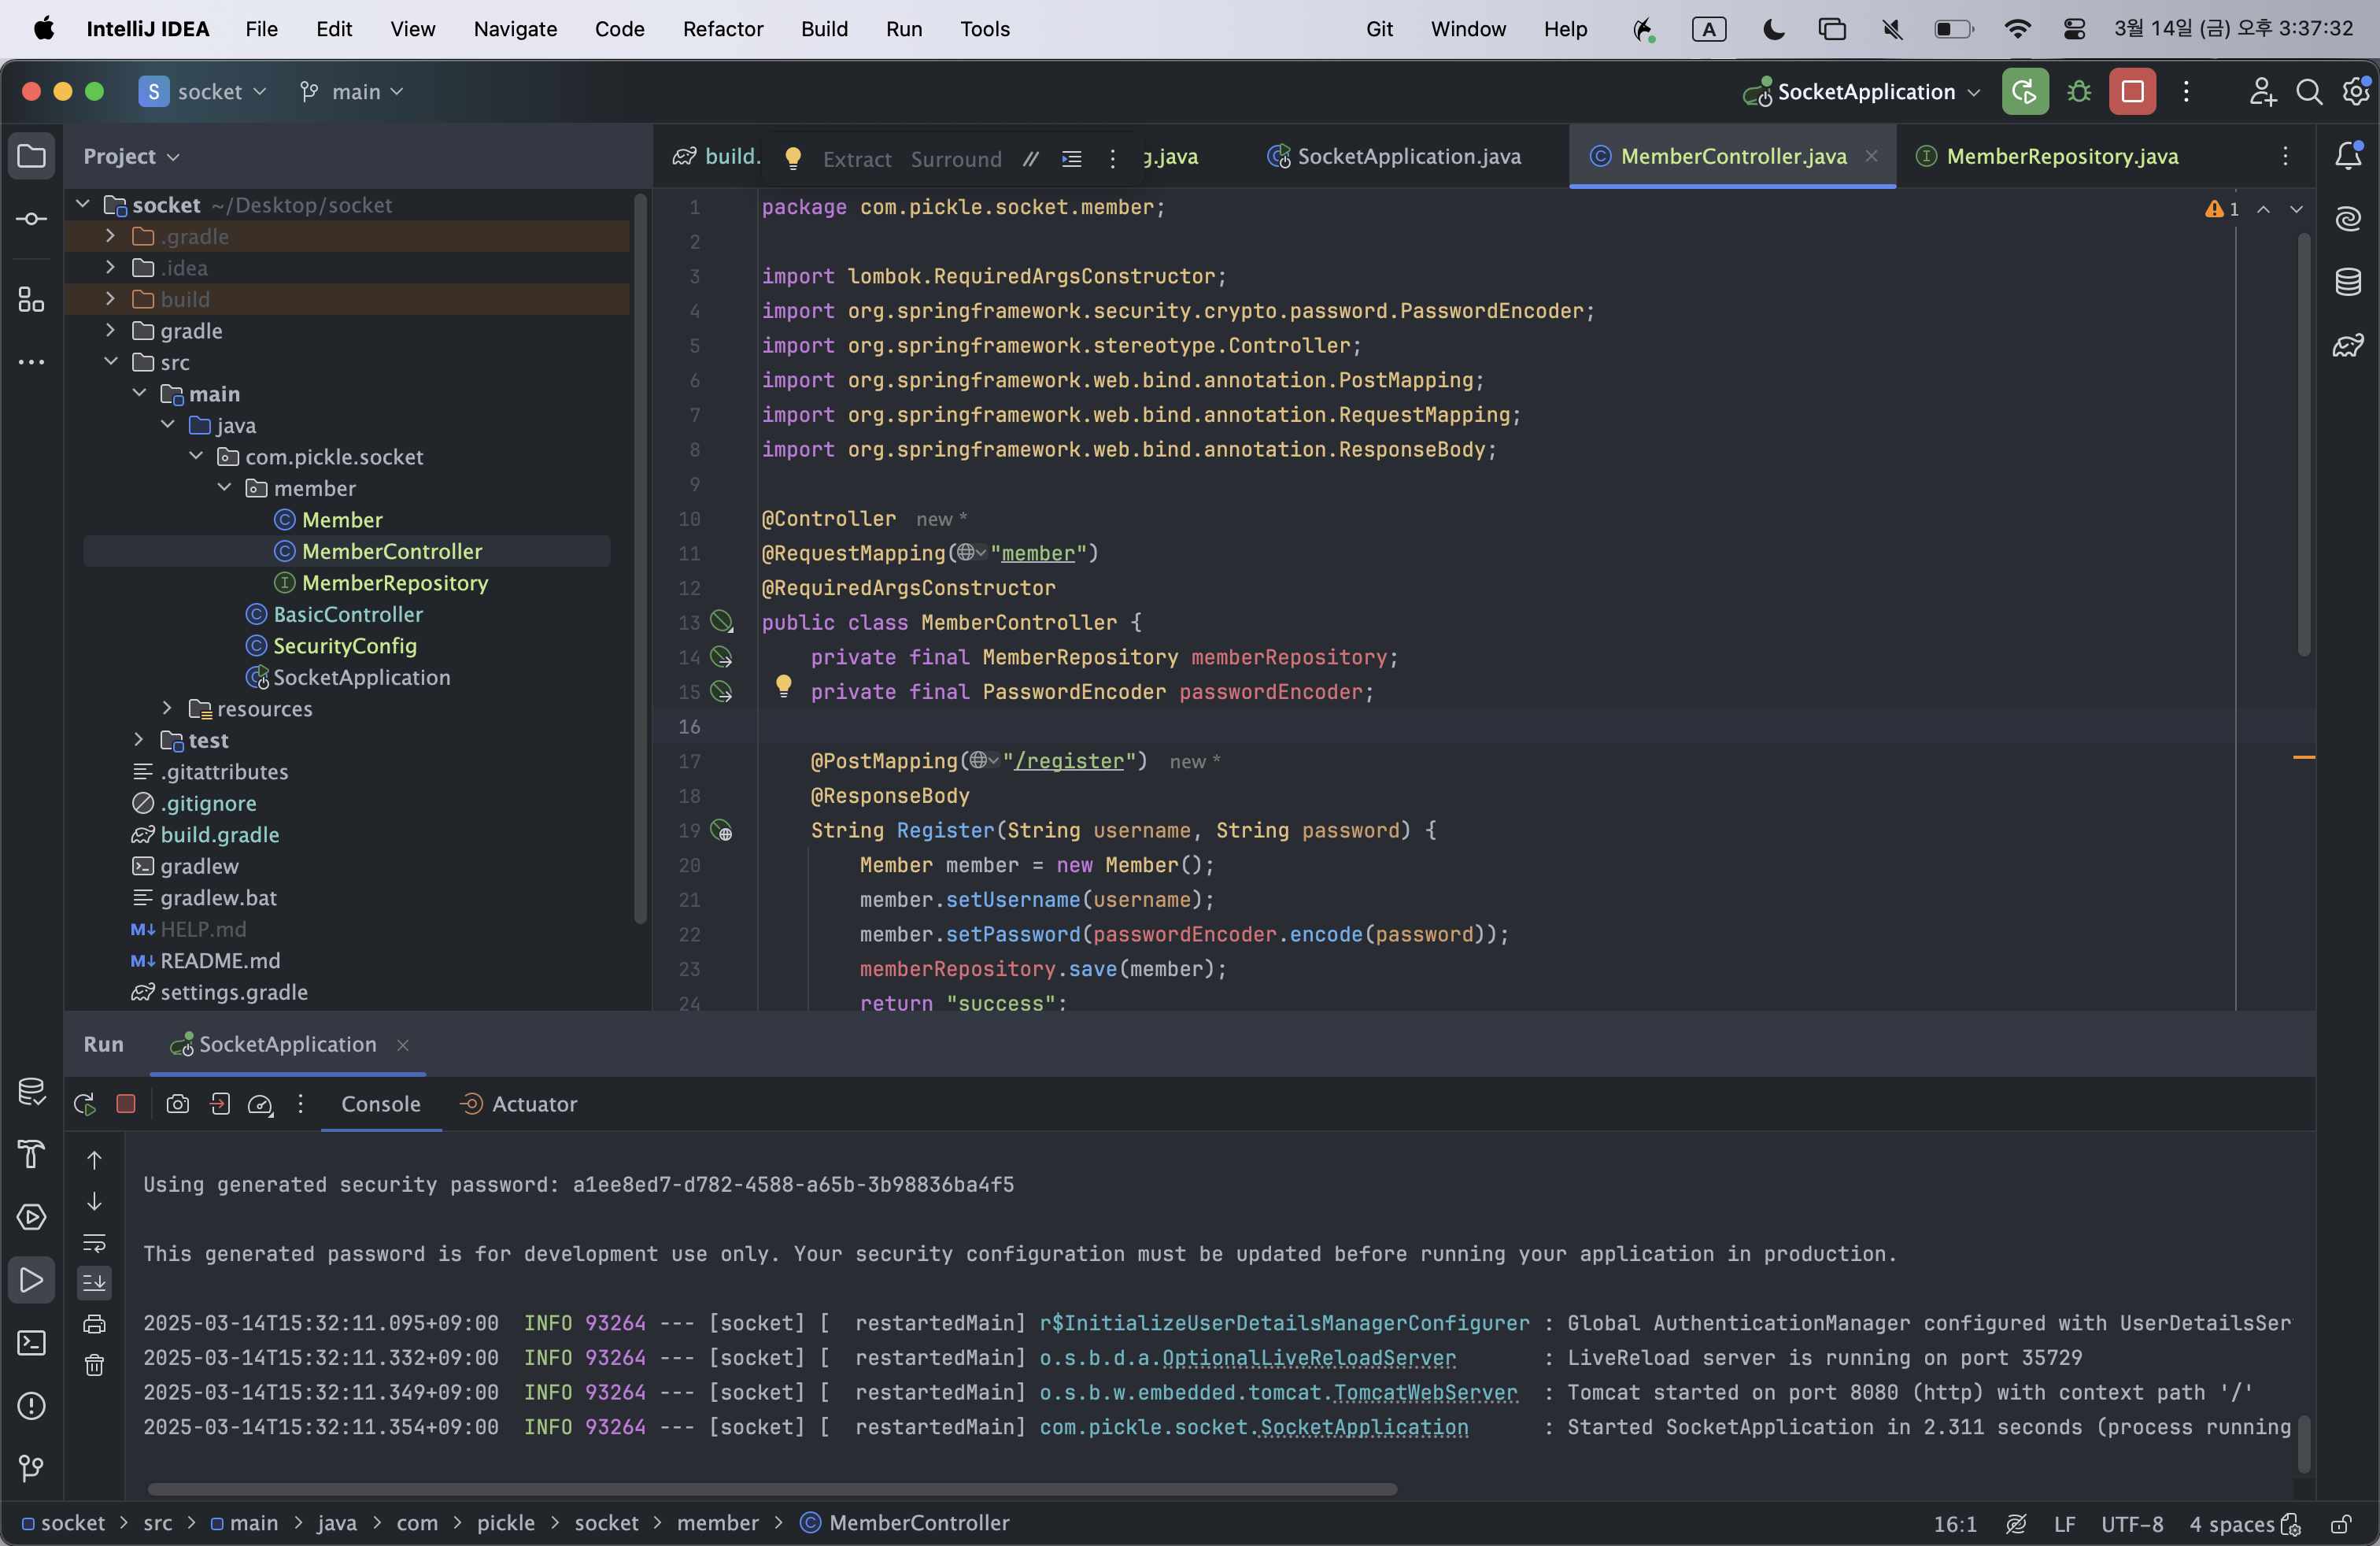 IntelliJ IDEA File Edit View Navigate Code Refactor Build Run Tools Git Window Help A 3월 14일 (금) 오후 3:37:32
S socket main SocketApplication
Project
build. Extract Surround // g.java SocketApplication.java MemberController.java MemberRepository.java
socket ~/Desktop/socket
.gradle
.idea
build
gradle
src
main
java
com.pickle.socket
member
Member
MemberController
MemberRepository
BasicController
SecurityConfig
SocketApplication
resources
test
.gitattributes
.gitignore
build.gradle
gradlew
gradlew.bat
HELP.md
README.md
settings.gradle
1 package com.pickle.socket.member; 1
2
3 import lombok.RequiredArgsConstructor;
4 import org.springframework.security.crypto.password.PasswordEncoder;
5 import org.springframework.stereotype.Controller;
6 import org.springframework.web.bind.annotation.PostMapping;
7 import org.springframework.web.bind.annotation.RequestMapping;
8 import org.springframework.web.bind.annotation.ResponseBody;
9
10 @Controller new *
11 @RequestMapping("member")
12 @RequiredArgsConstructor
13 public class MemberController {
14 private final MemberRepository memberRepository;
15 private final PasswordEncoder passwordEncoder;
16
17 @PostMapping("/register") new *
18 @ResponseBody
19 String Register(String username, String password) {
20 Member member = new Member();
21 member.setUsername(username);
22 member.setPassword(passwordEncoder.encode(password));
23 memberRepository.save(member);
24 return "success";
Run SocketApplication
Console Actuator
Using generated security password: a1ee8ed7-d782-4588-a65b-3b98836ba4f5
This generated password is for development use only. Your security configuration must be updated before running your application in production.
2025-03-14T15:32:11.095+09:00 INFO 93264 --- [socket] [ restartedMain] r$InitializeUserDetailsManagerConfigurer : Global AuthenticationManager configured with UserDetailsSer
2025-03-14T15:32:11.332+09:00 INFO 93264 --- [socket] [ restartedMain] o.s.b.d.a.OptionalLiveReloadServer : LiveReload server is running on port 35729
2025-03-14T15:32:11.349+09:00 INFO 93264 --- [socket] [ restartedMain] o.s.b.w.embedded.tomcat.TomcatWebServer : Tomcat started on port 8080 (http) with context path '/'
2025-03-14T15:32:11.354+09:00 INFO 93264 --- [socket] [ restartedMain] com.pickle.socket.SocketApplication : Started SocketApplication in 2.311 seconds (process running
socket > src > main > java > com > pickle > socket > member > MemberController 16:1 LF UTF-8 4 spaces